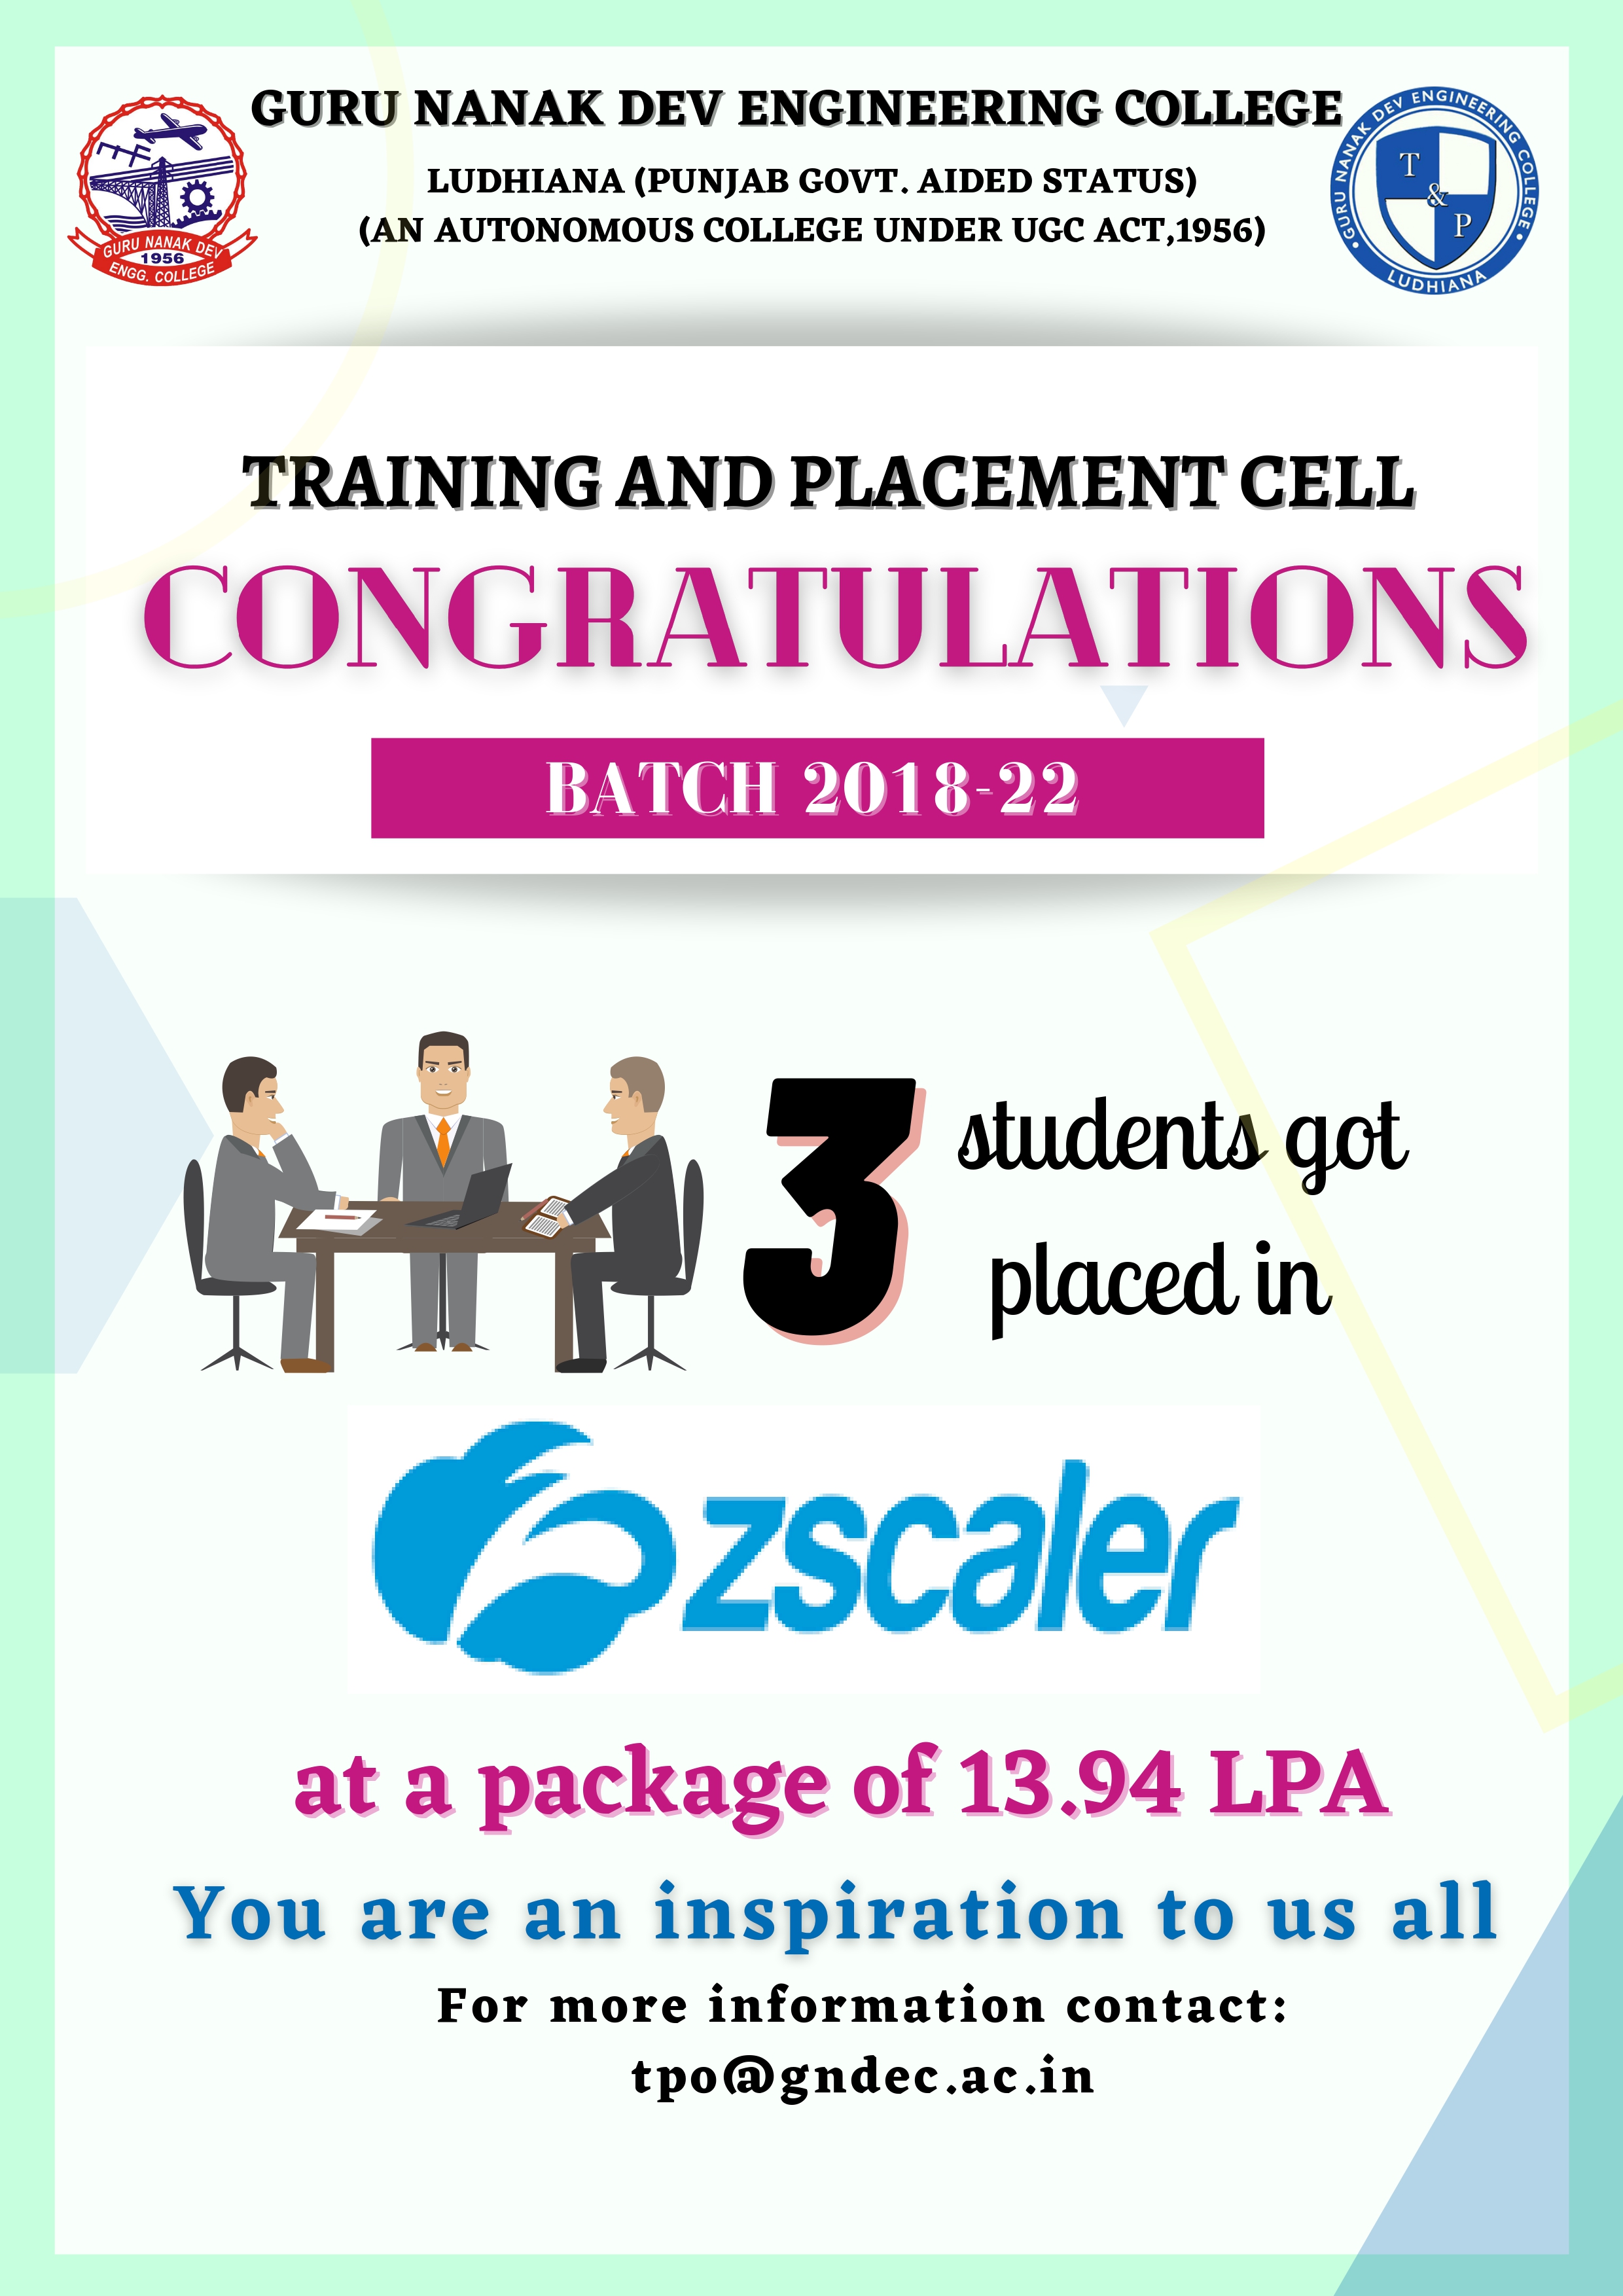 GURU NANAK DEV ENGINEERING COLLEGE
LUDHIANA (PUNJAB GOVT. AIDED STATUS)
(AN AUTONOMOUS COLLEGE UNDER UGC ACT,1956)
GURU NANAK DEV
1956
ENGG. COLLEGE
GURU NANAK DEV ENGINEERING COLLEGE
T
&
P
LUDHIANA
TRAINING AND PLACEMENT CELL
CONGRATULATIONS
BATCH 2018-22
3
students got
placed in
zscaler
at a package of 13.94 LPA
You are an inspiration to us all
For more information contact:
tpo@gndec.ac.in